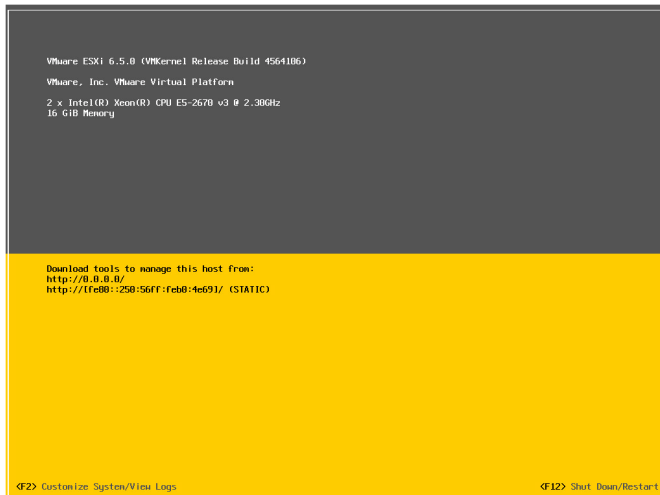 VMware ESXi 6.5.0 (VMKernel Release Build 4564106)
VMware, Inc. VMware Virtual Platform
2 x Intel(R) Xeon(R) CPU E5-2670 v3 @ 2.30GHz
16 GiB Memory
Download tools to manage this host from:
http://0.0.0.0/
http://[fe80::250:56ff:feb0:4e69]/ (STATIC)
<F2> Customize System/View Logs
<F12> Shut Down/Restart